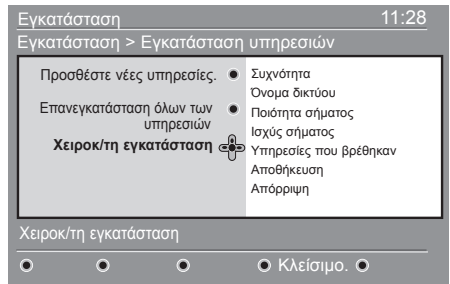 Εγκατάσταση 11:28
Εγκατάσταση > Εγκατάσταση υπηρεσιών
Προσθέστε νέες υπηρεσίες.
Επανεγκατάσταση όλων των
υπηρεσιών
Χειροκ/τη εγκατάσταση
Συχνότητα
Όνομα δικτύου
Ποιότητα σήματος
Ισχύς σήματος
Υπηρεσίες που βρέθηκαν
Αποθήκευση
Απόρριψη
Χειροκ/τη εγκατάσταση
Κλείσιμο.